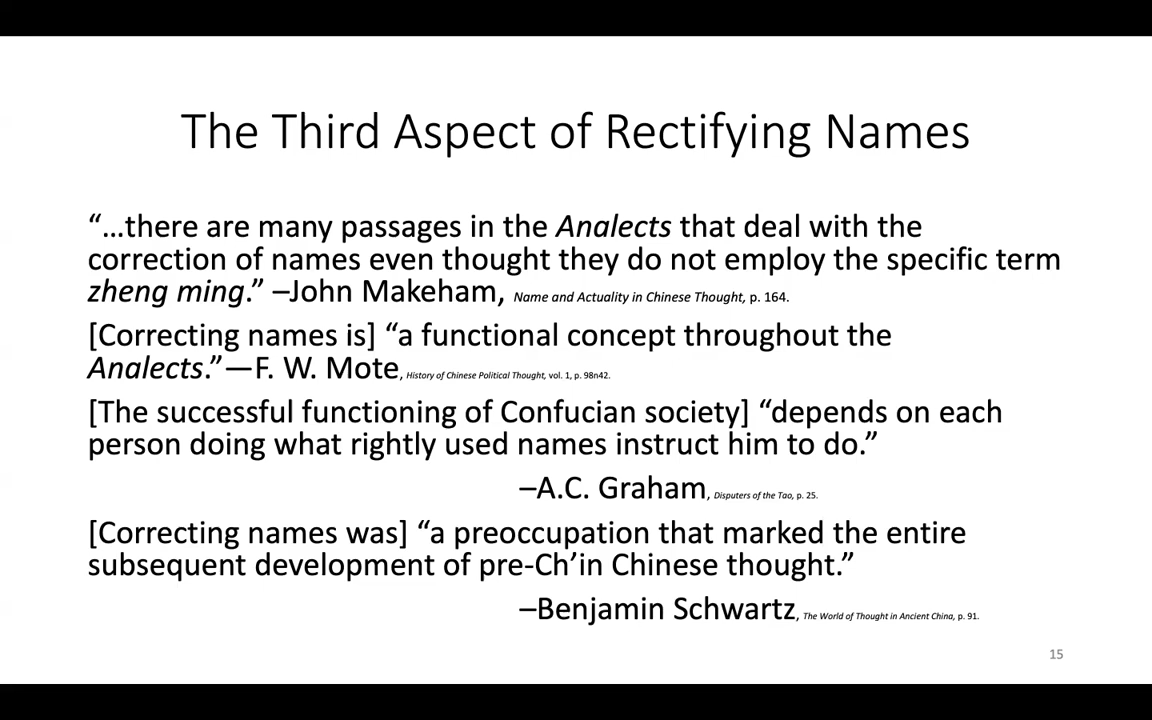 The Third Aspect of Rectifying Names
“…there are many passages in the Analects that deal with the
correction of names even thought they do not employ the specific term
zheng ming.” –John Makeham, Name and Actuality in Chinese Thought, p. 164.
[Correcting names is] “a functional concept throughout the
Analects.”—F. W. Mote, History of Chinese Political Thought, vol. 1, p. 98n42.
[The successful functioning of Confucian society] “depends on each
person doing what rightly used names instruct him to do.”
–A.C. Graham, Disputers of the Tao, p. 25.
[Correcting names was] “a preoccupation that marked the entire
subsequent development of pre-Ch’in Chinese thought.”
–Benjamin Schwartz, The World of Thought in Ancient China, p. 91.
15